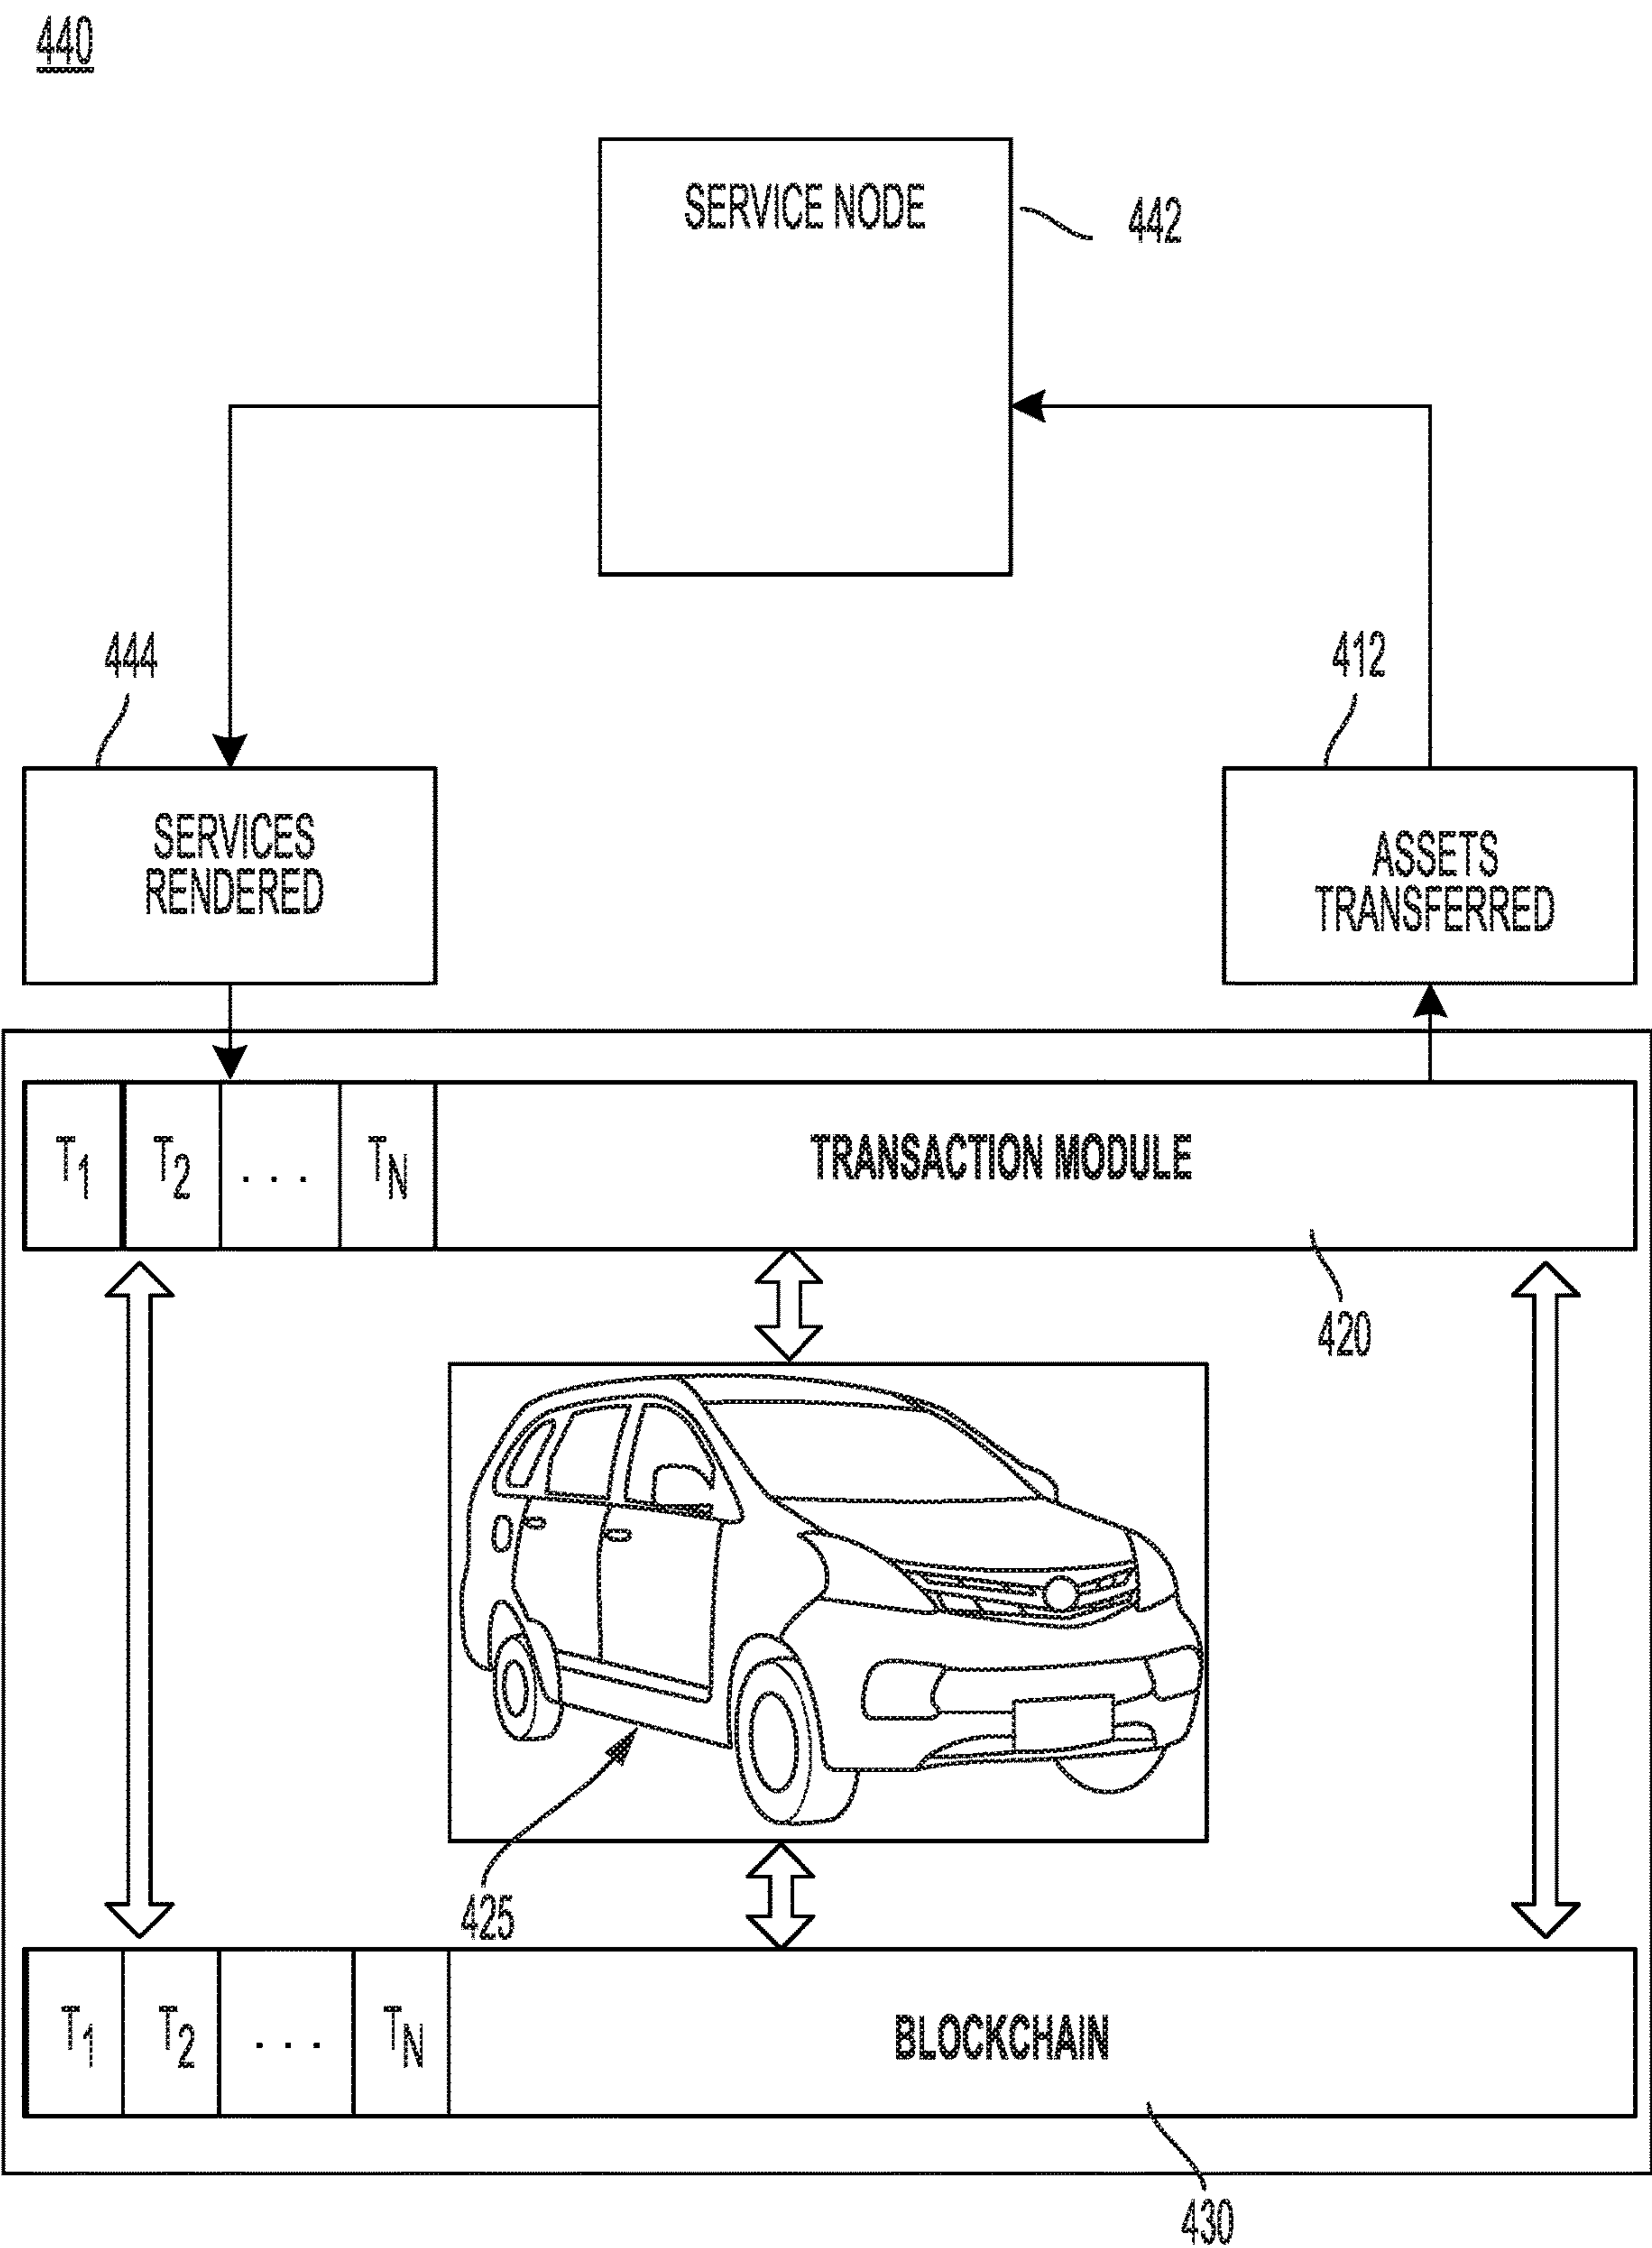 440
SERVICE NODE
442
444
412
SERVICES
RENDERED
ASSETS
TRANSFERRED
T1 T2 . . . TN TRANSACTION MODULE
420
425
T1 T2 . . . TN BLOCKCHAIN
430